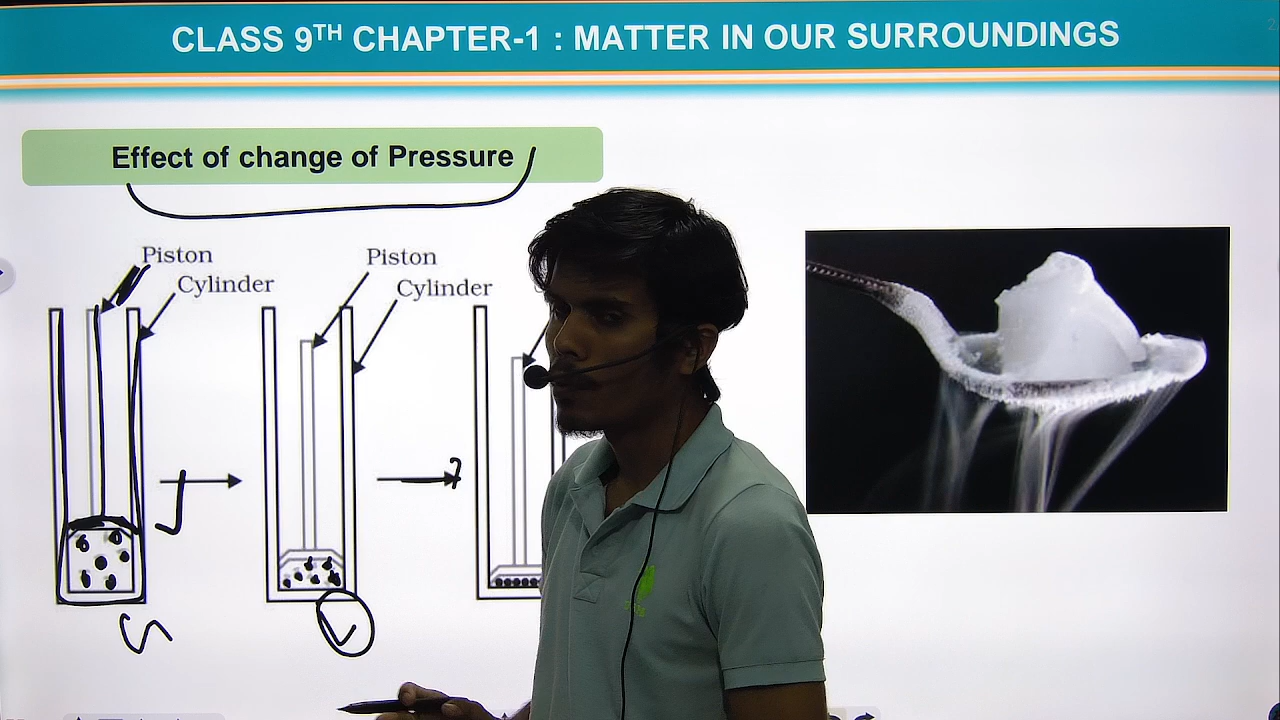 CLASS 9TH CHAPTER-1 : MATTER IN OUR SURROUNDINGS
Effect of change of Pressure
Piston
Cylinder
Piston
Cylinder